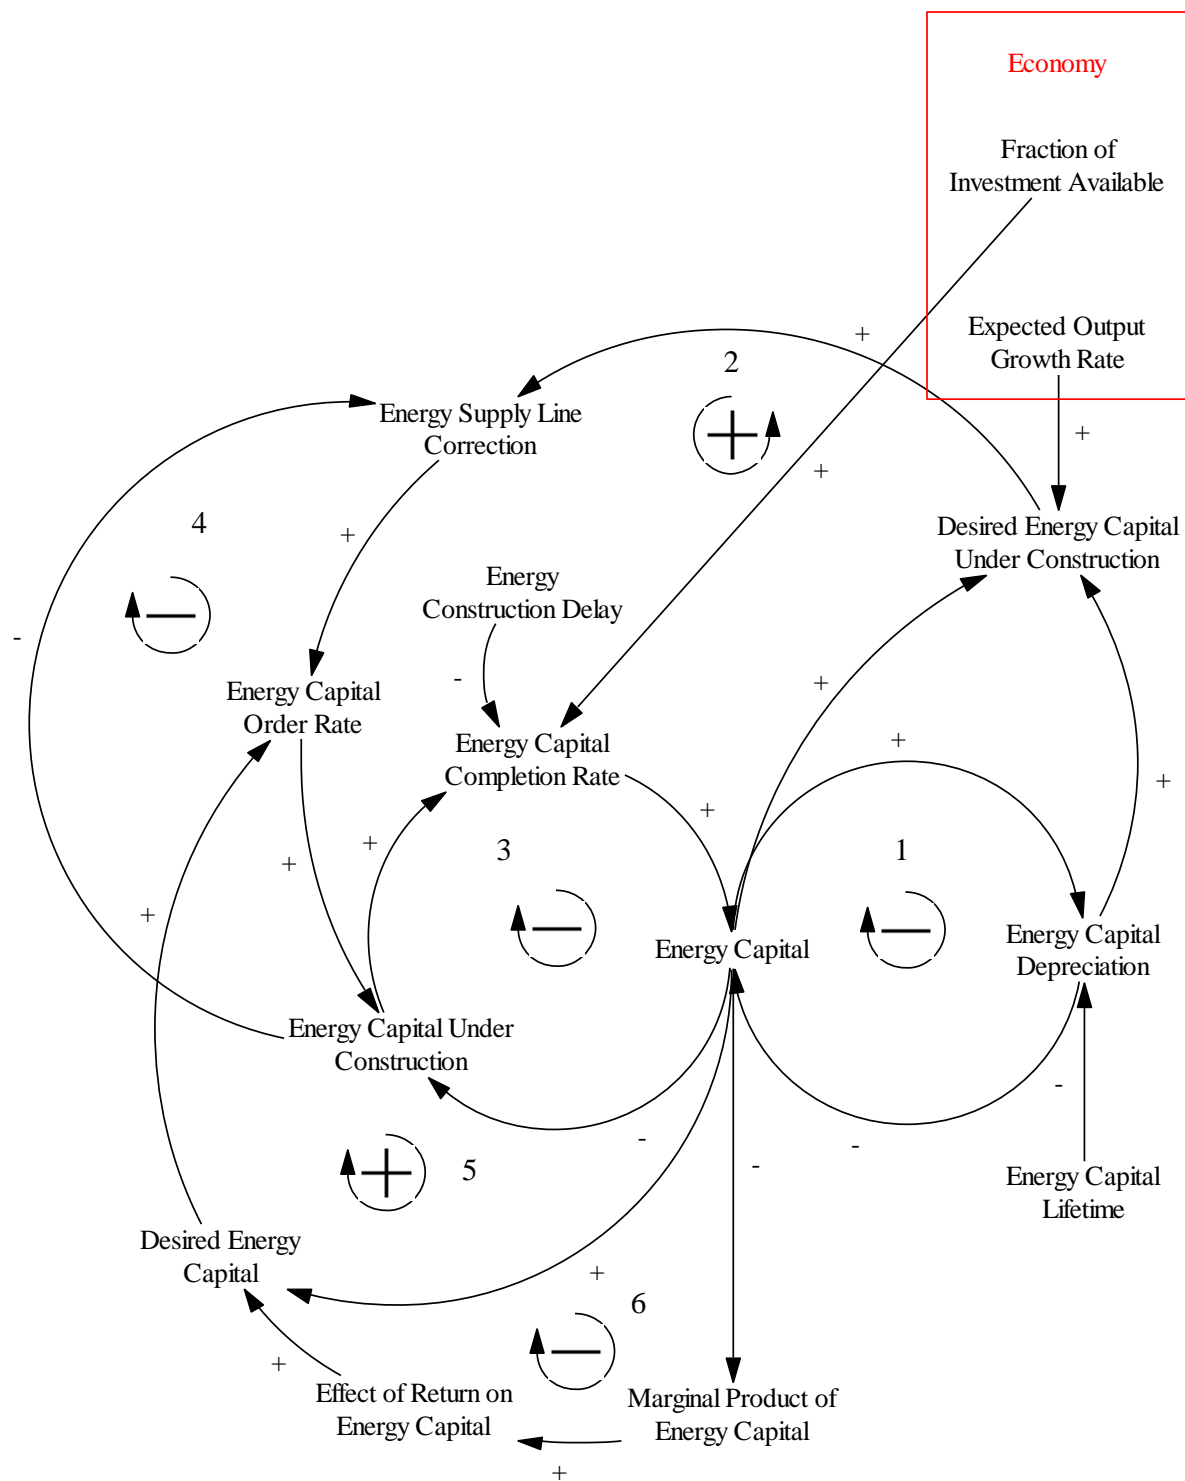 Economy
Fraction of
Investment Available
Expected Output
Growth Rate
+
2
+
+
Energy Supply Line
Correction
+
4
+
-
Energy
Construction Delay
-
Desired Energy Capital
Under Construction
Energy Capital
Order Rate
Energy Capital
Completion Rate
+
+
+
+
+
+
3
1
+
Energy Capital
Energy Capital
Depreciation
Energy Capital Under
Construction
-
-
-
-
5
Energy Capital
Lifetime
Desired Energy
Capital
+
6
+
Effect of Return on
Energy Capital
Marginal Product of
Energy Capital
+